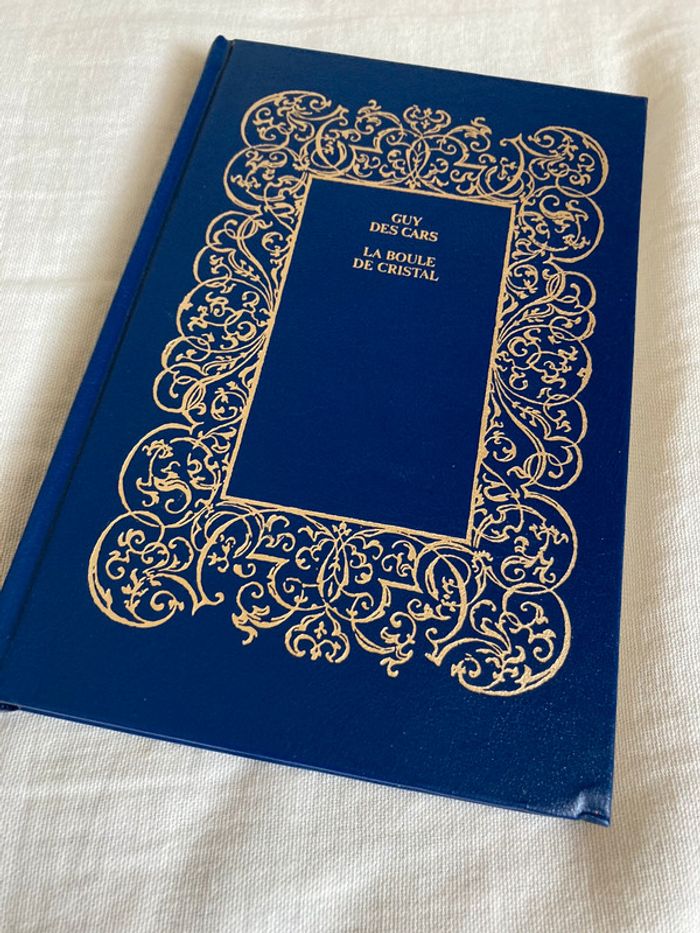 GUY
DES CARS
LA BOULE
DE CRISTAL